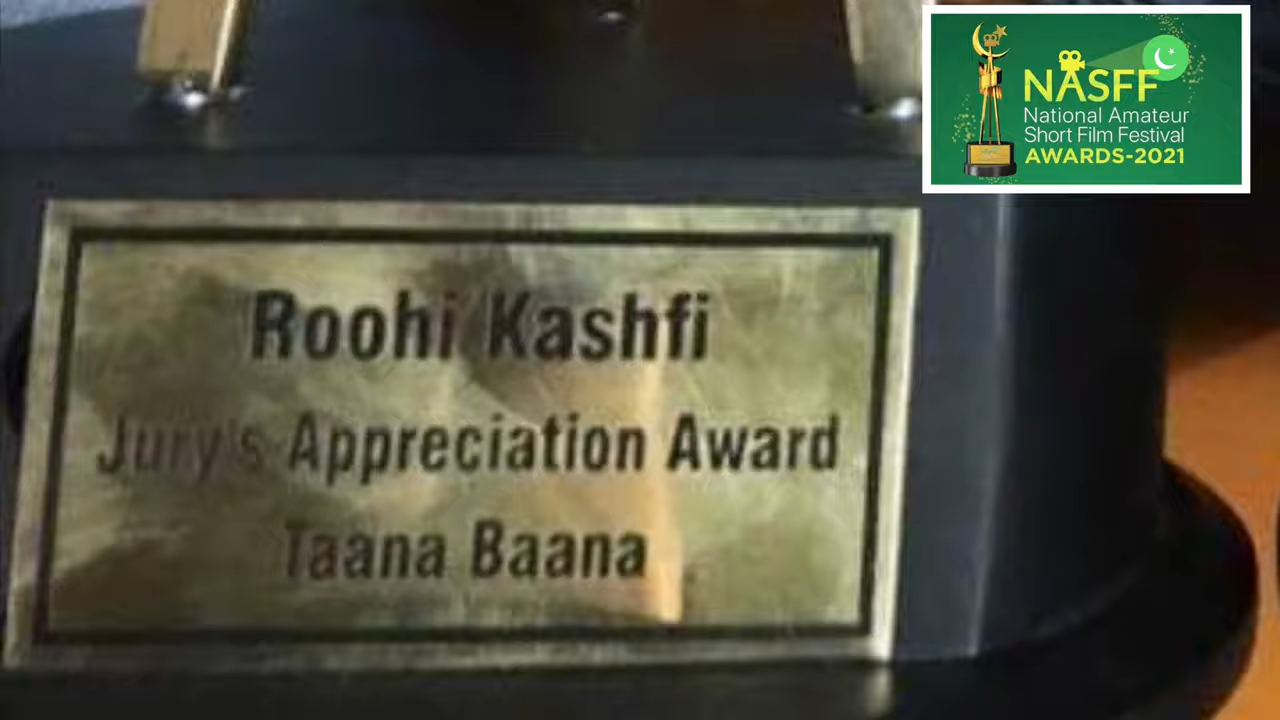 Roohi Kashfi
Jury's Appreciation Award
Taana Baana
NASFF
National Amateur
Short Film Festival
AWARDS-2021